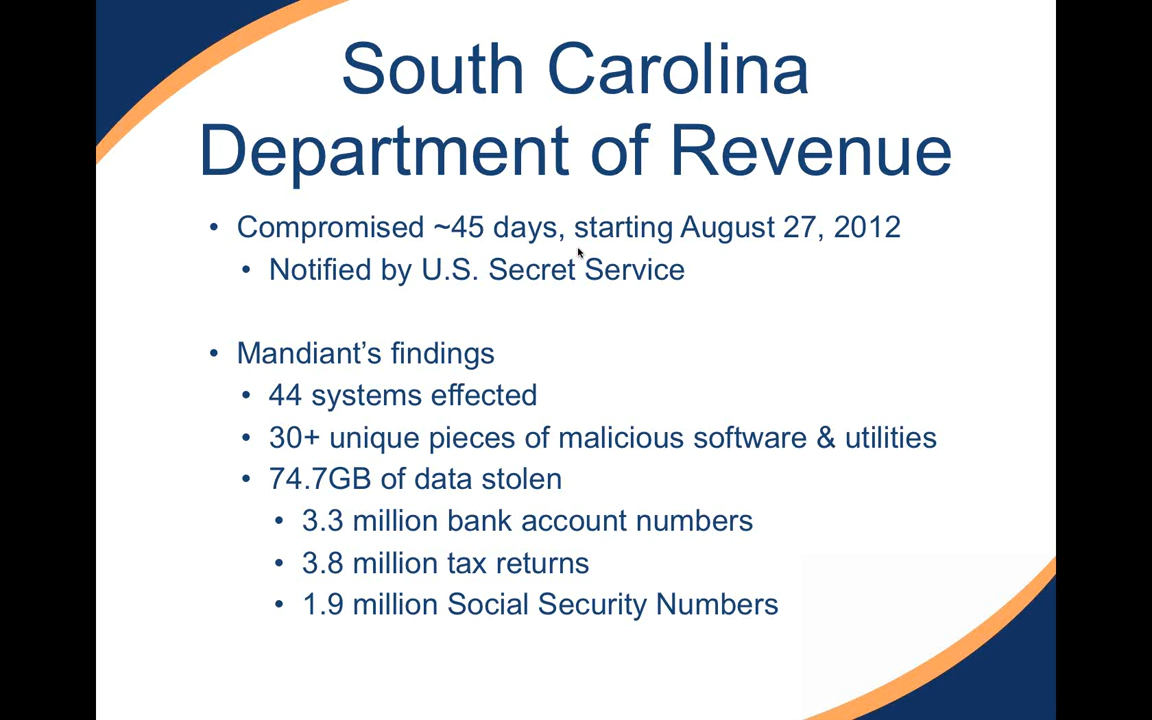 South Carolina
Department of Revenue
• Compromised ~45 days, starting August 27, 2012
• Notified by U.S. Secret Service
• Mandiant’s findings
• 44 systems effected
• 30+ unique pieces of malicious software & utilities
• 74.7GB of data stolen
• 3.3 million bank account numbers
• 3.8 million tax returns
• 1.9 million Social Security Numbers